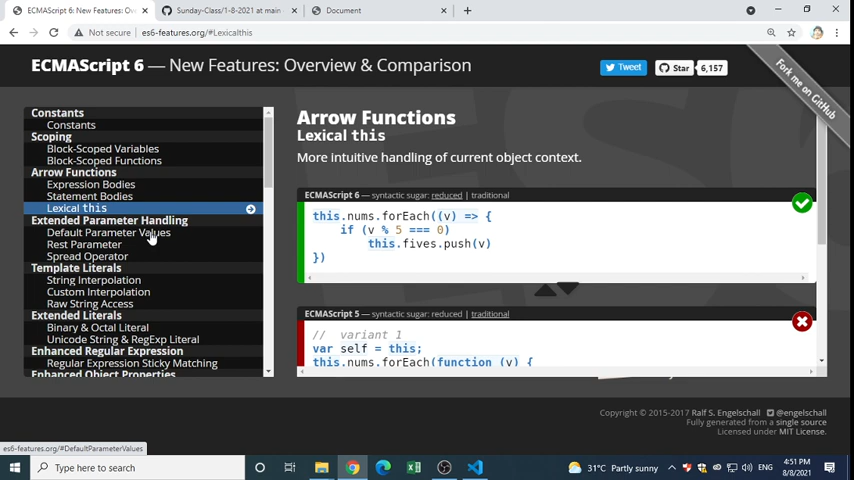 ECMAScript 6: New Features: Ov
Sunday-Class/1-8-2021 at main
Document
Not secure
es6-features.org/#Lexicalthis
ECMAScript 6 — New Features: Overview & Comparison
Tweet
Star
6,157
Fork me on GitHub
Constants
Constants
Scoping
Block-Scoped Variables
Block-Scoped Functions
Arrow Functions
Expression Bodies
Statement Bodies
Lexical this
Extended Parameter Handling
Default Parameter Values
Rest Parameter
Spread Operator
Template Literals
String Interpolation
Custom Interpolation
Raw String Access
Extended Literals
Binary & Octal Literal
Unicode String & RegExp Literal
Enhanced Regular Expression
Regular Expression Sticky Matching
Enhanced Object Properties
Arrow Functions
Lexical this
More intuitive handling of current object context.
ECMAScript 6 — syntactic sugar: reduced | traditional
this.nums.forEach((v) => {
if (v % 5 === 0)
this.fives.push(v)
})
ECMAScript 5 — syntactic sugar: reduced | traditional
// variant 1
var self = this;
this.nums.forEach(function (v) {
Copyright © 2015-2017 Ralf S. Engelschall @engelschall
Fully generated from a single source
Licensed under MIT License.
es6-features.org/#DefaultParameterValues
Type here to search
31°C Partly sunny
ENG
4:51 PM
8/8/2021